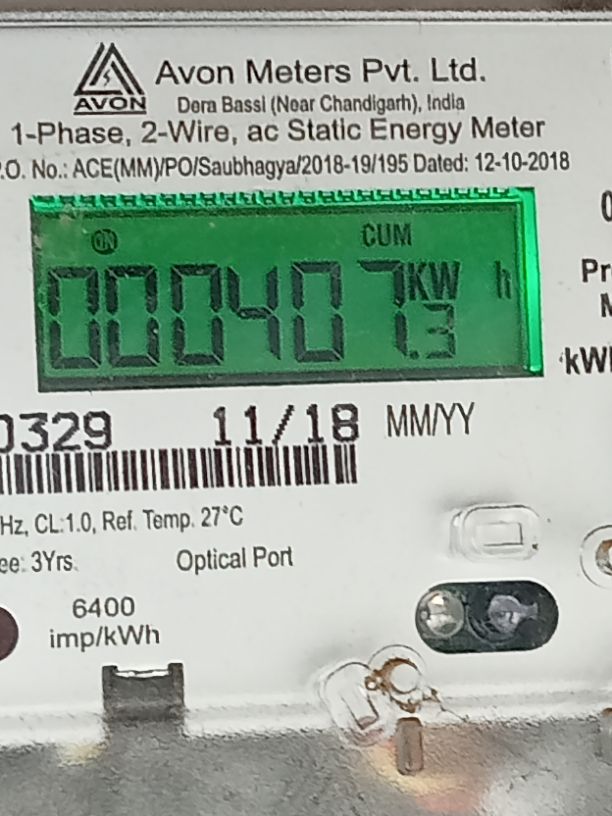 AVON
Avon Meters Pvt. Ltd.
Dera Bassi (Near Chandigarh), India
1-Phase, 2-Wire, ac Static Energy Meter
P.O. No.: ACE(MM)/PO/Saubhagya/2018-19/195 Dated: 12-10-2018
ON CUM
000407.3 KW h
kWh
0329 11/18 MM/YY
Hz, CL:1.0, Ref. Temp. 27°C
3Yrs. Optical Port
6400
imp/kWh